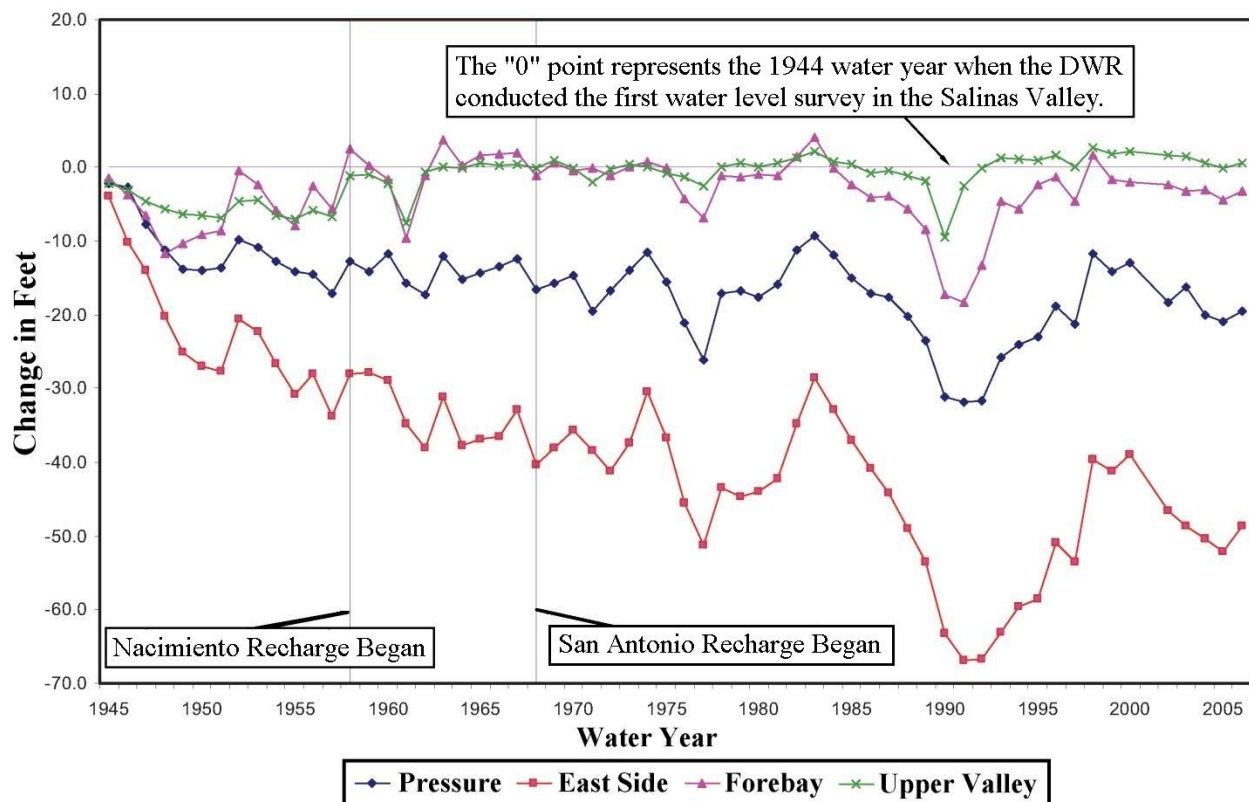 20.0
10.0
0.0
-10.0
-20.0
-30.0
-40.0
-50.0
-60.0
-70.0
Change in Feet
The "0" point represents the 1944 water year when the DWR
conducted the first water level survey in the Salinas Valley.
Nacimiento Recharge Began
San Antonio Recharge Began
1945 1950 1955 1960 1965 1970 1975 1980 1985 1990 1995 2000 2005
Water Year
Pressure East Side Forebay Upper Valley